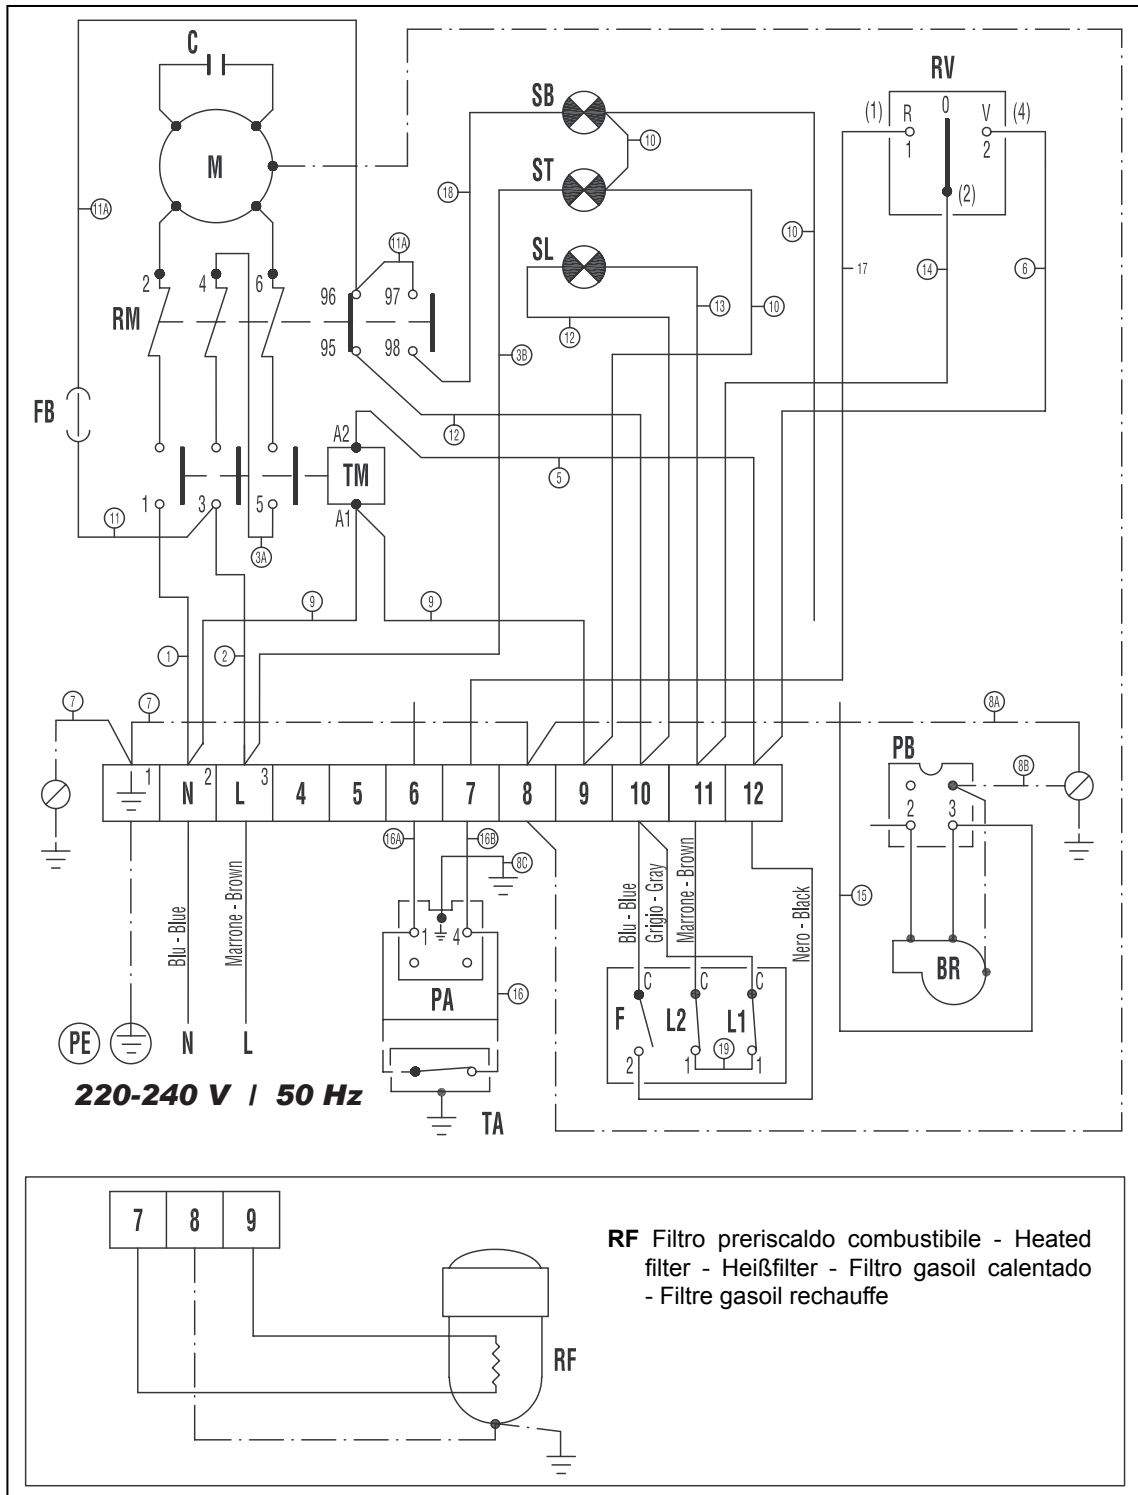 C
SB
RV
(1)
R
0
V
(4)
1
2
(2)
M
10
ST
18
11A
10
11A
SL
17
14
6
2
4
6
96
97
13
10
RM
12
95
98
3B
FB
A2
12
TM
5
1
3
5
A1
11
3A
9
9
1
2
7
7
8A
PB
8B
1
N
2
L
3
4
5
6
7
8
9
10
11
12
2
3
16A
16B
8C
15
Blu - Blue
Marrone - Brown
Blu - Blue
Grigio - Gray
Marrone - Brown
Nero - Black
1
4
BR
PA
16
C
C
C
F
L2
L1
19
2
1
1
PE
N
L
220-240 V / 50 Hz
TA
7
8
9
RF Filtro preriscaldo combustibile - Heated
filter - Heißfilter - Filtro gasoil calentado
- Filtre gasoil rechauffe
RF